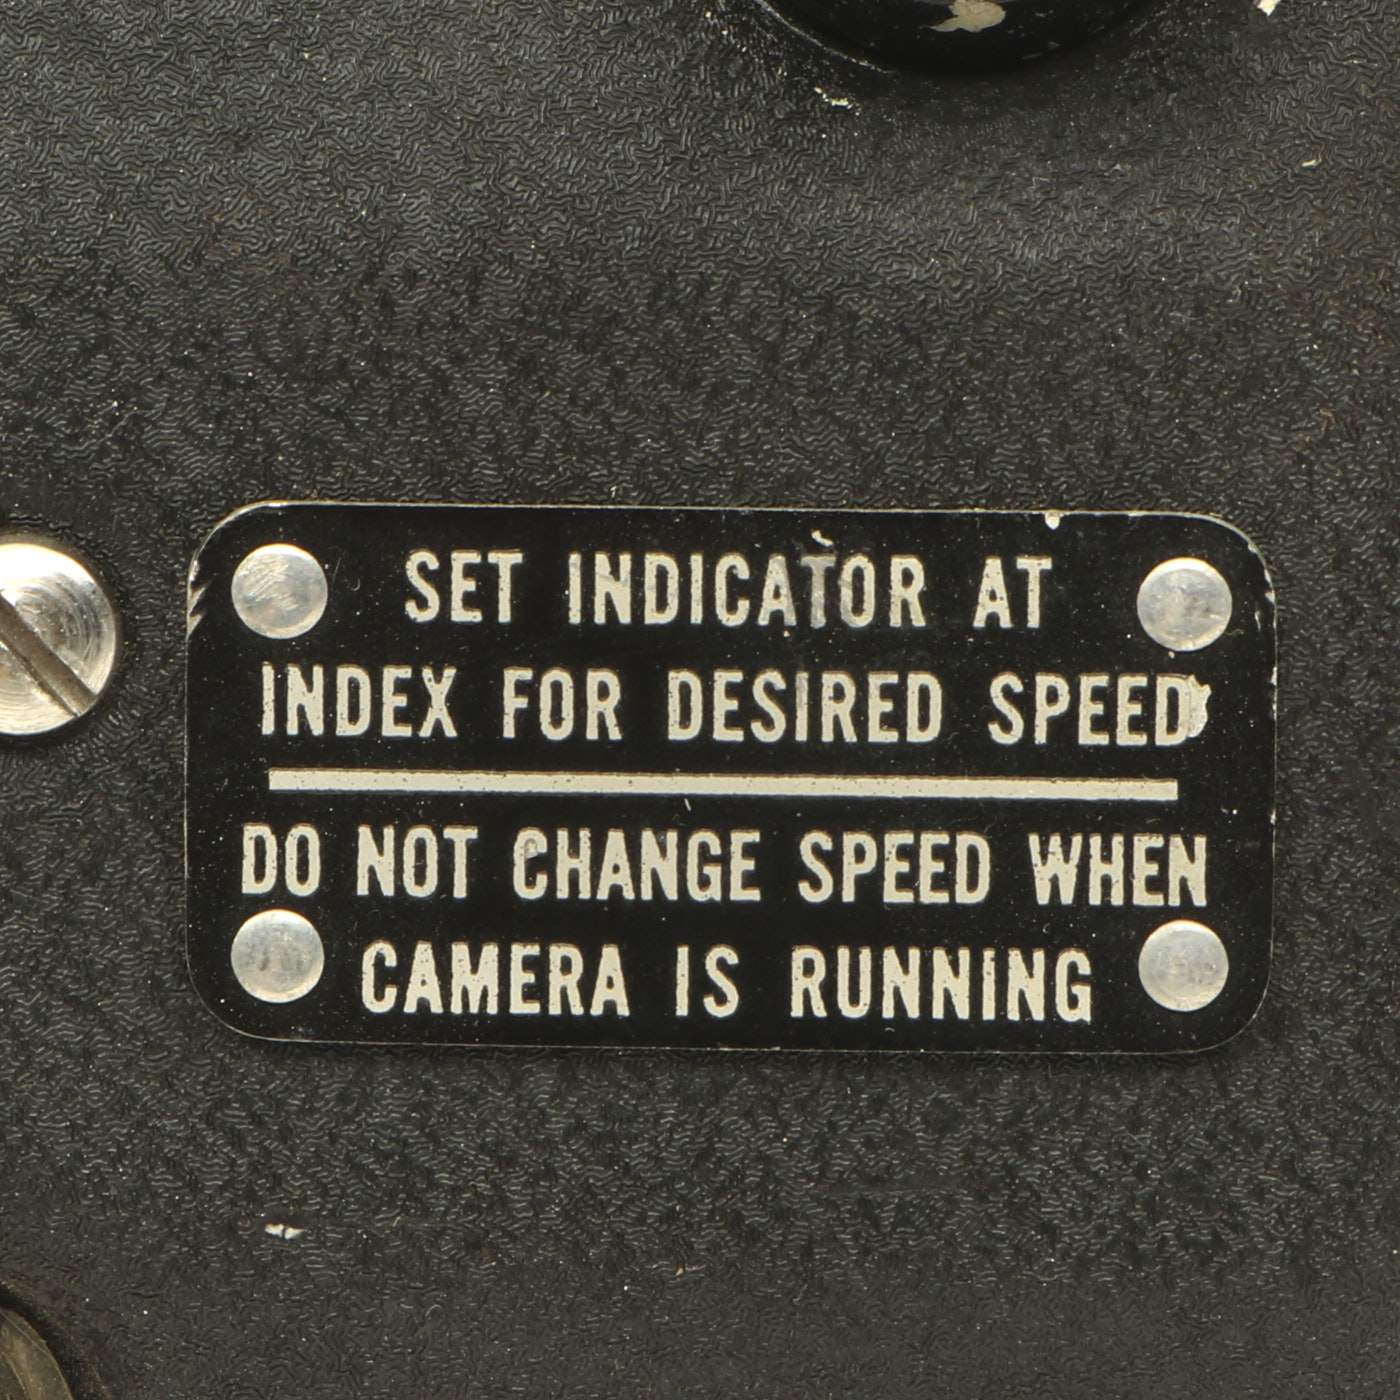 SET INDICATOR AT
INDEX FOR DESIRED SPEED
DO NOT CHANGE SPEED WHEN
CAMERA IS RUNNING